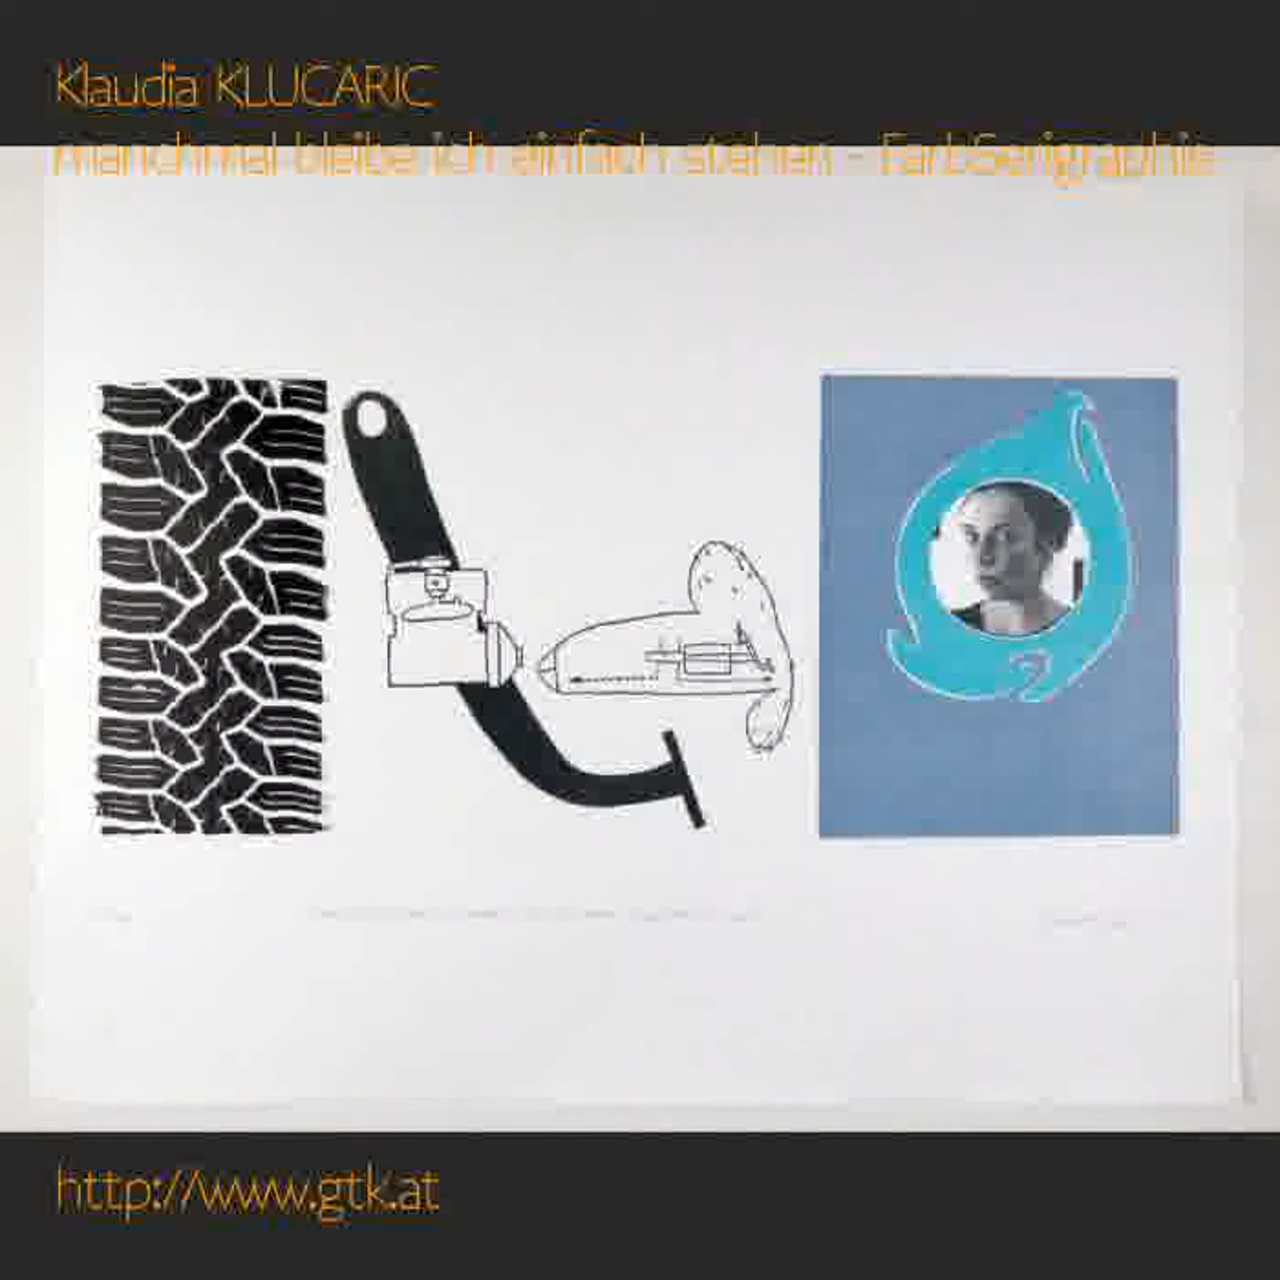 Klaudia KLUCARIC
manchmal bleibe ich einfach stehen - FarbSerigraphie
http://www.gtk.at